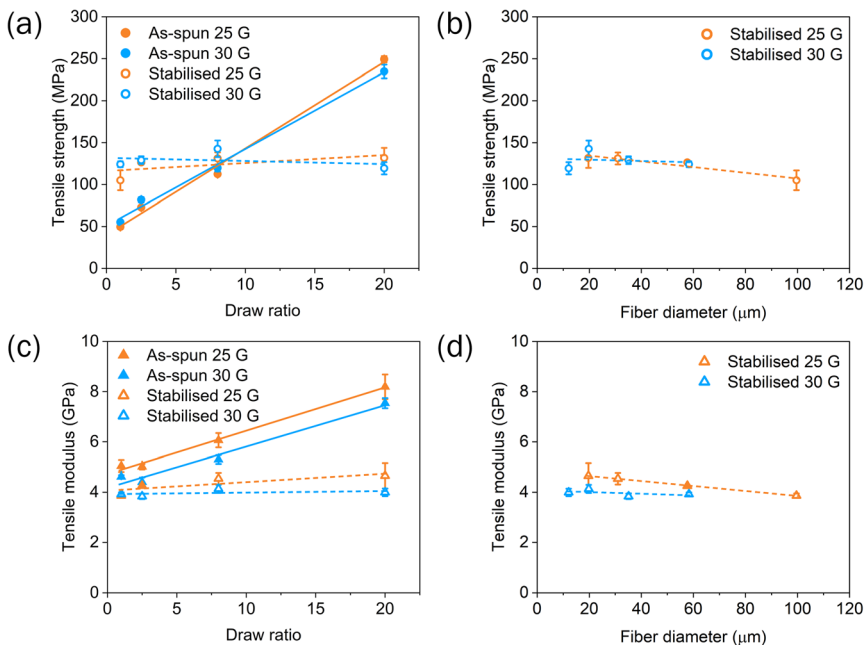 (a)
As-spun 25 G
As-spun 30 G
Stabilised 25 G
Stabilised 30 G
300
250
200
150
100
50
0
Tensile strength (MPa)
0 5 10 15 20
Draw ratio
(b)
Stabilised 25 G
Stabilised 30 G
300
250
200
150
100
50
0
Tensile strength (MPa)
0 20 40 60 80 100 120
Fiber diameter (μm)
(c)
As-spun 25 G
As-spun 30 G
Stabilised 25 G
Stabilised 30 G
10
8
6
4
2
0
Tensile modulus (GPa)
0 5 10 15 20
Draw ratio
(d)
Stabilised 25 G
Stabilised 30 G
10
8
6
4
2
0
Tensile modulus (GPa)
0 20 40 60 80 100 120
Fiber diameter (μm)